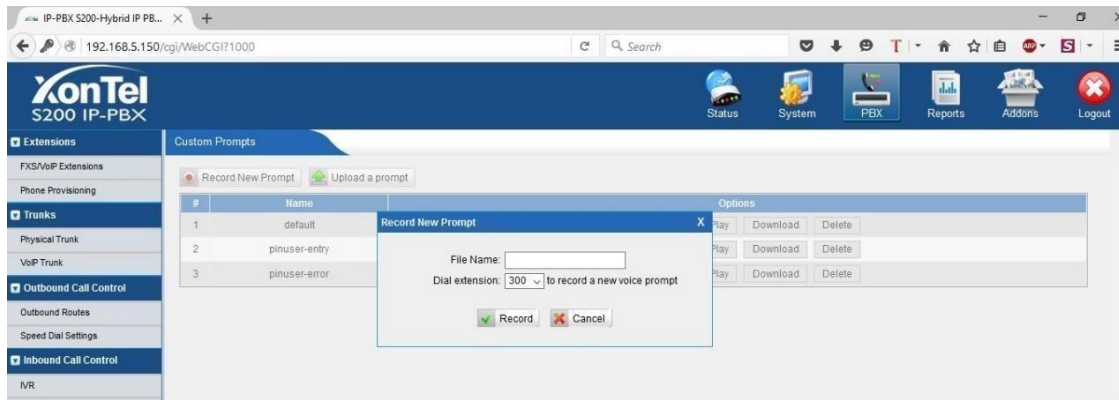 IP-PBX S200-Hybrid IP PB...
192.168.5.150/cgi/WebCGI?1000
Search
ABP
S
XonTel
S200 IP-PBX
Status
System
PBX
Reports
Addons
Logout
Extensions
FXS/VoIP Extensions
Phone Provisioning
Trunks
Physical Trunk
VoIP Trunk
Outbound Call Control
Outbound Routes
Speed Dial Settings
Inbound Call Control
IVR
Custom Prompts
Record New Prompt Upload a prompt
# Name Options
1 default Play Download Delete
2 pinuser-entry Play Download Delete
3 pinuser-error Play Download Delete
Record New Prompt X
File Name:
Dial extension: 300 to record a new voice prompt
Record Cancel